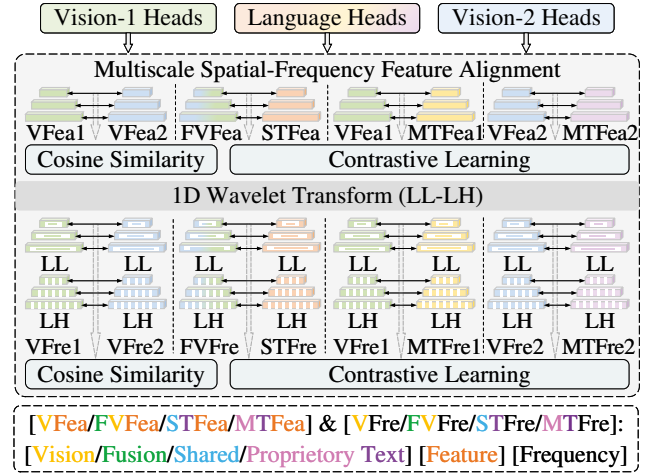 Vision-1 Heads Language Heads Vision-2 Heads
Multiscale Spatial-Frequency Feature Alignment
VFea1 VFea2 FVFea STFea VFea1 MTFea1 VFea2 MTFea2
Cosine Similarity Contrastive Learning
1D Wavelet Transform (LL-LH)
LL LL LL LL LL LL LL LL
LH LH LH LH LH LH LH LH
VFre1 VFre2 FVFre STFre VFre1 MTFre1 VFre2 MTFre2
Cosine Similarity Contrastive Learning
[VFea/FVFea/STFea/MTFea] & [VFre/FVFre/STFre/MTFre]:
[Vision/Fusion/Shared/Proprietory Text] [Feature] [Frequency]